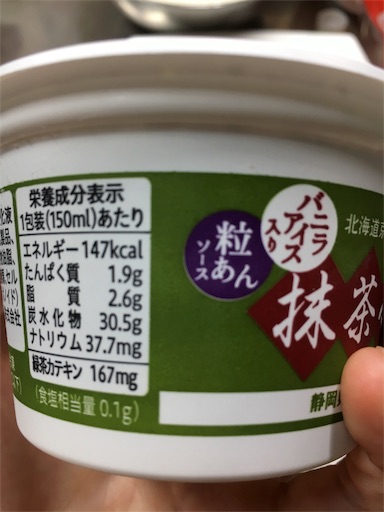 栄養成分表示
1包装(150ml)あたり
エネルギー147kcal
たんぱく質 1.9g
脂質 2.6g
炭水化物 30.5g
ナトリウム 37.7mg
緑茶カテキン 167mg
(食塩相当量 0.1g)
粒あん
ソース
バニラ
アイス
入り
北海道
抹茶
静岡